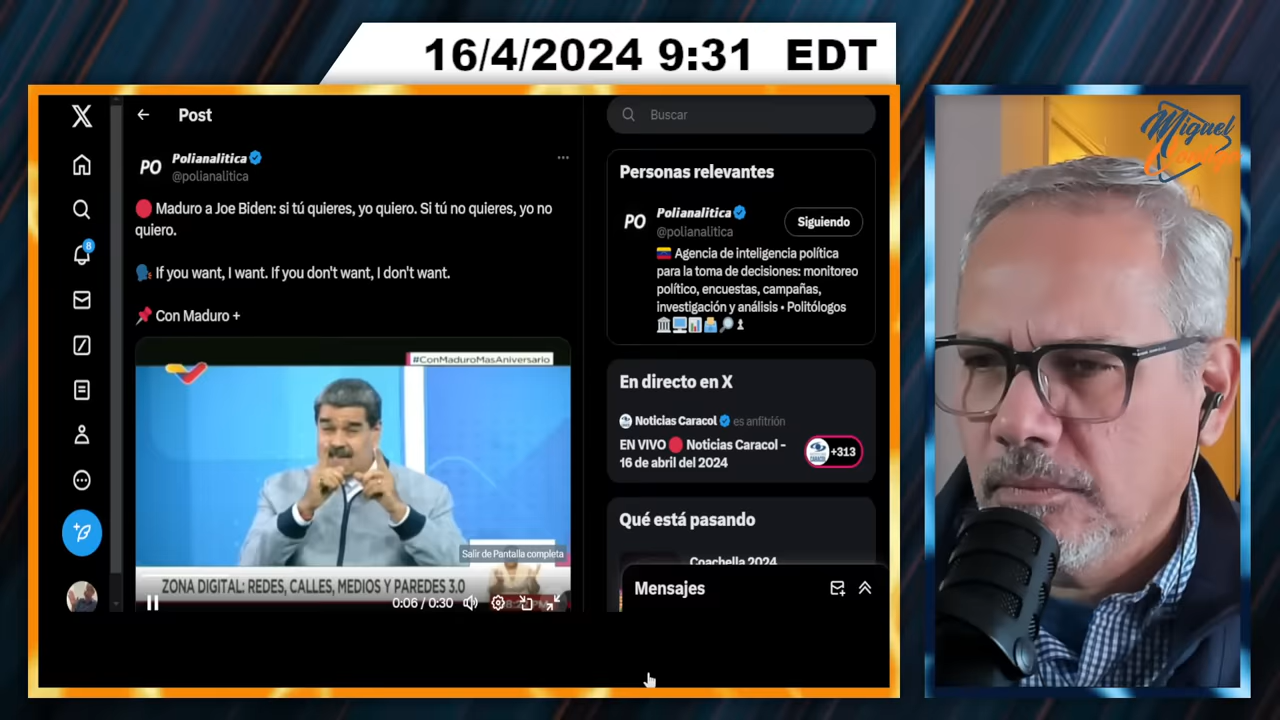 16/4/2024 9:31 EDT
Post
Polianalitica
@polianalitica
Maduro a Joe Biden: si tú quieres, yo quiero. Si tú no quieres, yo no
quiero.
If you want, I want. If you don't want, I don't want.
Con Maduro +
#ConMaduroMasAniversario
Salir de Pantalla completa
ZONA DIGITAL: REDES, CALLES, MEDIOS Y PAREDES 3.0
0:06 / 0:30
8
Buscar
Personas relevantes
PO
Polianalitica
@polianalitica
Siguiendo
Agencia de inteligencia política
para la toma de decisiones: monitoreo
político, encuestas, campañas,
investigación y análisis • Politólogos
En directo en X
Noticias Caracol es anfitrión
EN VIVO Noticias Caracol -
16 de abril del 2024
+313
Qué está pasando
Coachella 2024
Mensajes
PO
Miguel